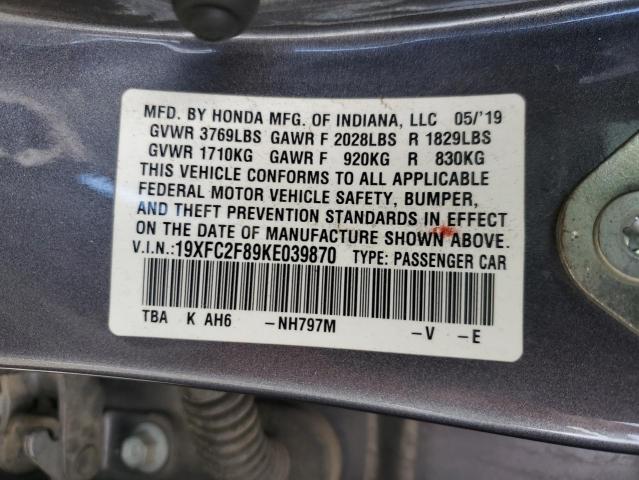 MFD. BY HONDA MFG. OF INDIANA, LLC 05/'19
GVWR 3769LBS GAWR F 2028LBS R 1829LBS
GVWR 1710KG GAWR F 920KG R 830KG
THIS VEHICLE CONFORMS TO ALL APPLICABLE
FEDERAL MOTOR VEHICLE SAFETY, BUMPER,
AND THEFT PREVENTION STANDARDS IN EFFECT
ON THE DATE OF MANUFACTURE SHOWN ABOVE.
V.I.N.:19XFC2F89KE039870 TYPE: PASSENGER CAR
TBA K AH6 -NH797M -V -E